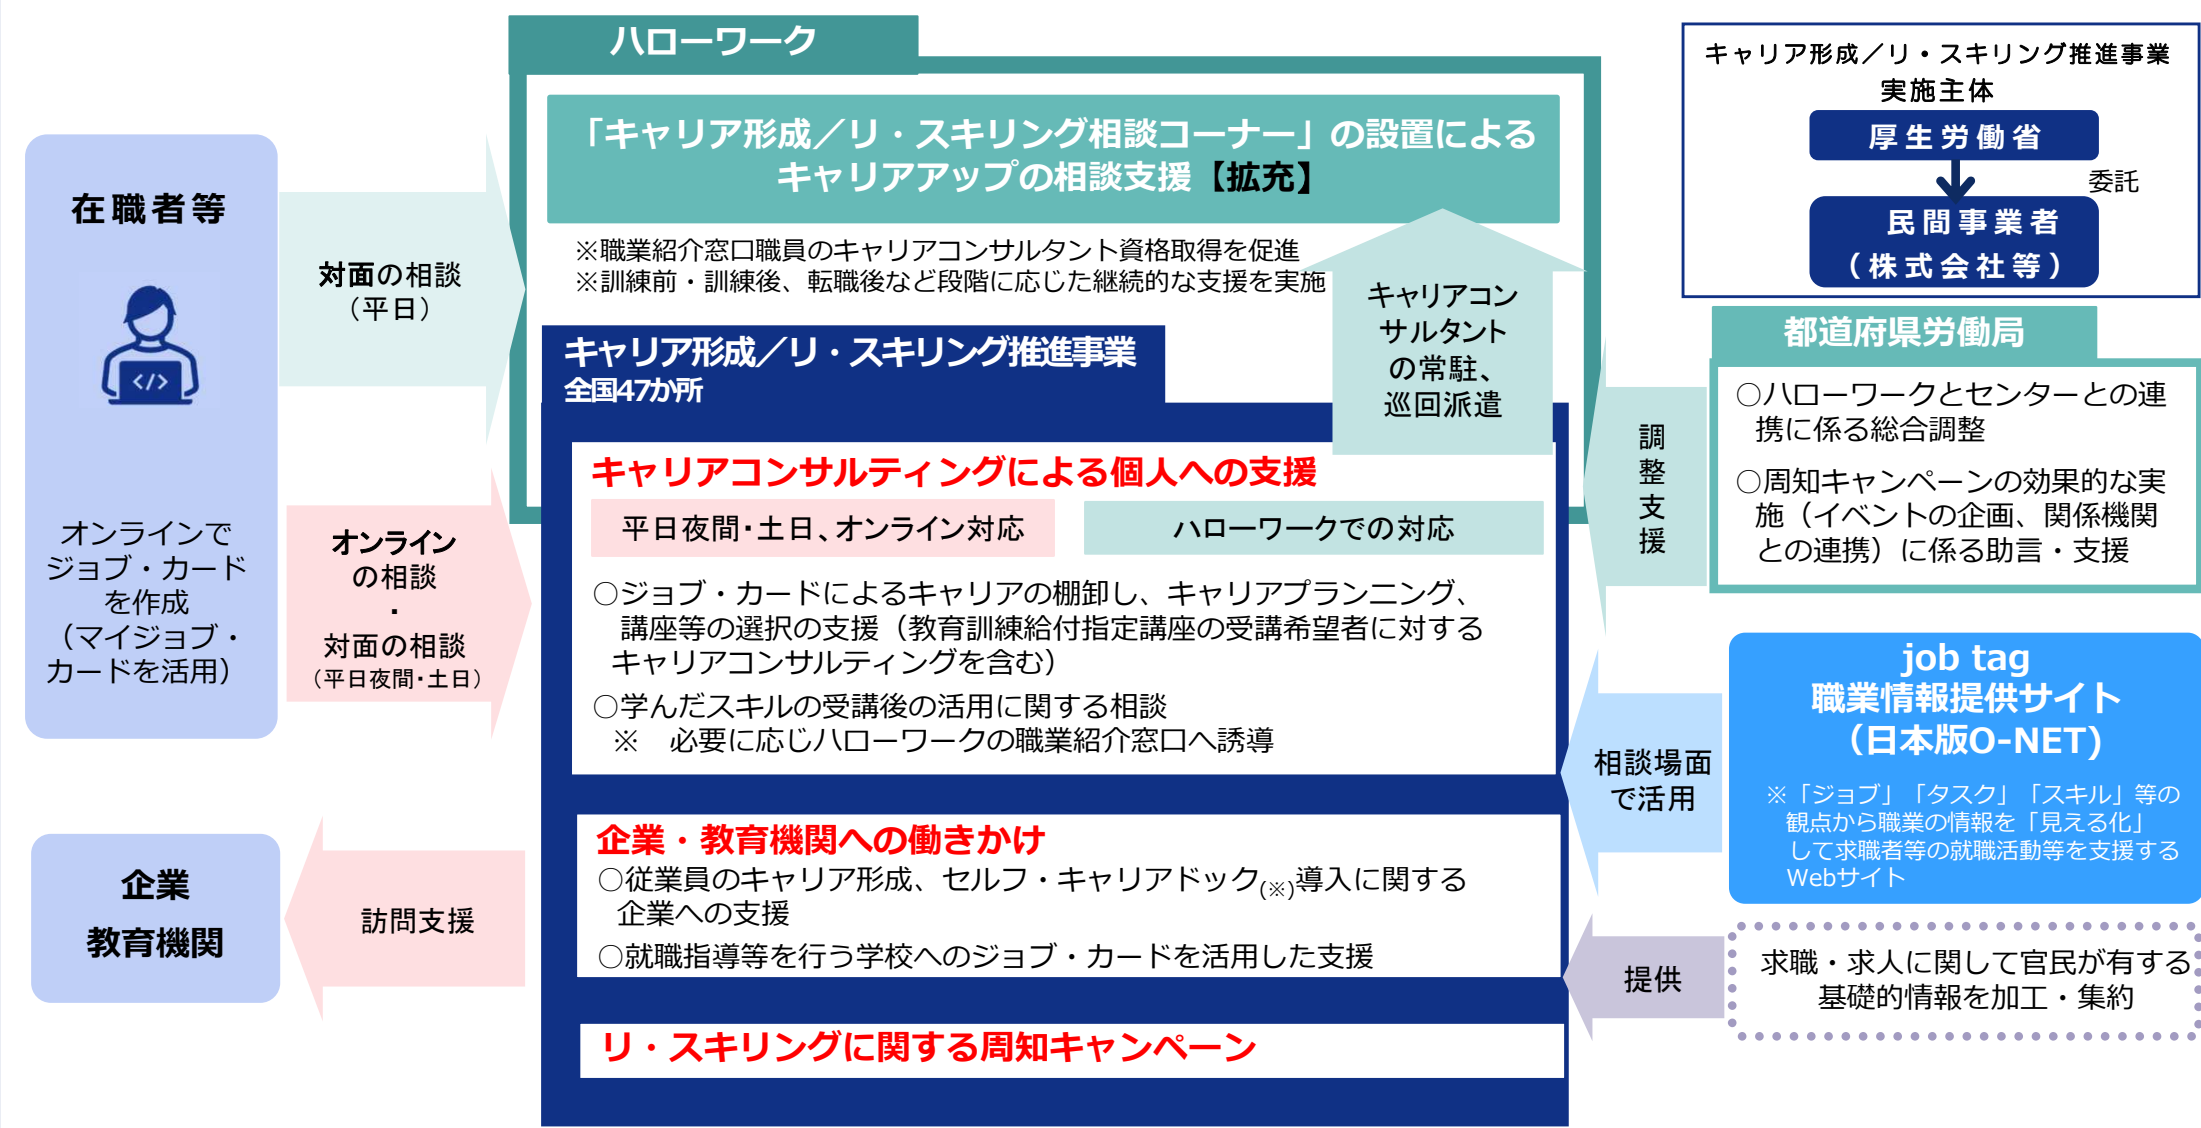 ハローワーク
「キャリア形成／リ・スキリング相談コーナー」の設置による
キャリアアップの相談支援【拡充】
※職業紹介窓口職員のキャリアコンサルタント資格取得を促進
※訓練前・訓練後、転職後など段階に応じた継続的な支援を実施
キャリアコン
サルタント
の常駐、
巡回派遣
在職者等
</>
オンラインで
ジョブ・カード
を作成
（マイジョブ・
カードを活用）
対面の相談
（平日）
オンライン
の相談
・
対面の相談
（平日夜間・土日）
キャリア形成／リ・スキリング推進事業
全国47か所
キャリアコンサルティングによる個人への支援
平日夜間・土日、オンライン対応
ハローワークでの対応
○ジョブ・カードによるキャリアの棚卸し、キャリアプランニング、
講座等の選択の支援（教育訓練給付指定講座の受講希望者に対する
キャリアコンサルティングを含む）
○学んだスキルの受講後の活用に関する相談
※　必要に応じハローワークの職業紹介窓口へ誘導
企業・教育機関への働きかけ
○従業員のキャリア形成、セルフ・キャリアドック(※)導入に関する
企業への支援
○就職指導等を行う学校へのジョブ・カードを活用した支援
リ・スキリングに関する周知キャンペーン
企業
教育機関
訪問支援
キャリア形成／リ・スキリング推進事業
実施主体
厚生労働省
委託
民間事業者
（株式会社等）
都道府県労働局
○ハローワークとセンターとの連
携に係る総合調整
○周知キャンペーンの効果的な実
施（イベントの企画、関係機関
との連携）に係る助言・支援
調
整
支
援
job tag
職業情報提供サイト
（日本版O-NET)
※「ジョブ」「タスク」「スキル」等の
観点から職業の情報を「見える化」
して求職者等の就職活動等を支援する
Webサイト
相談場面
で活用
求職・求人に関して官民が有する
基礎的情報を加工・集約
提供